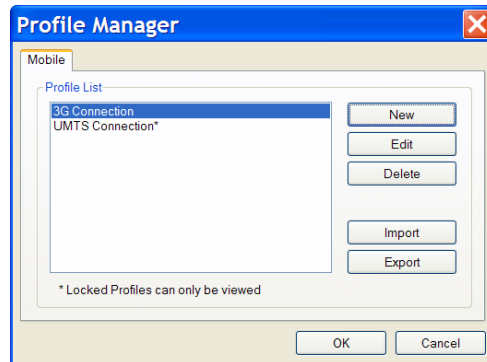 Profile Manager
Mobile
Profile List
3G Connection
UMTS Connection*
New
Edit
Delete
Import
Export
* Locked Profiles can only be viewed
OK
Cancel